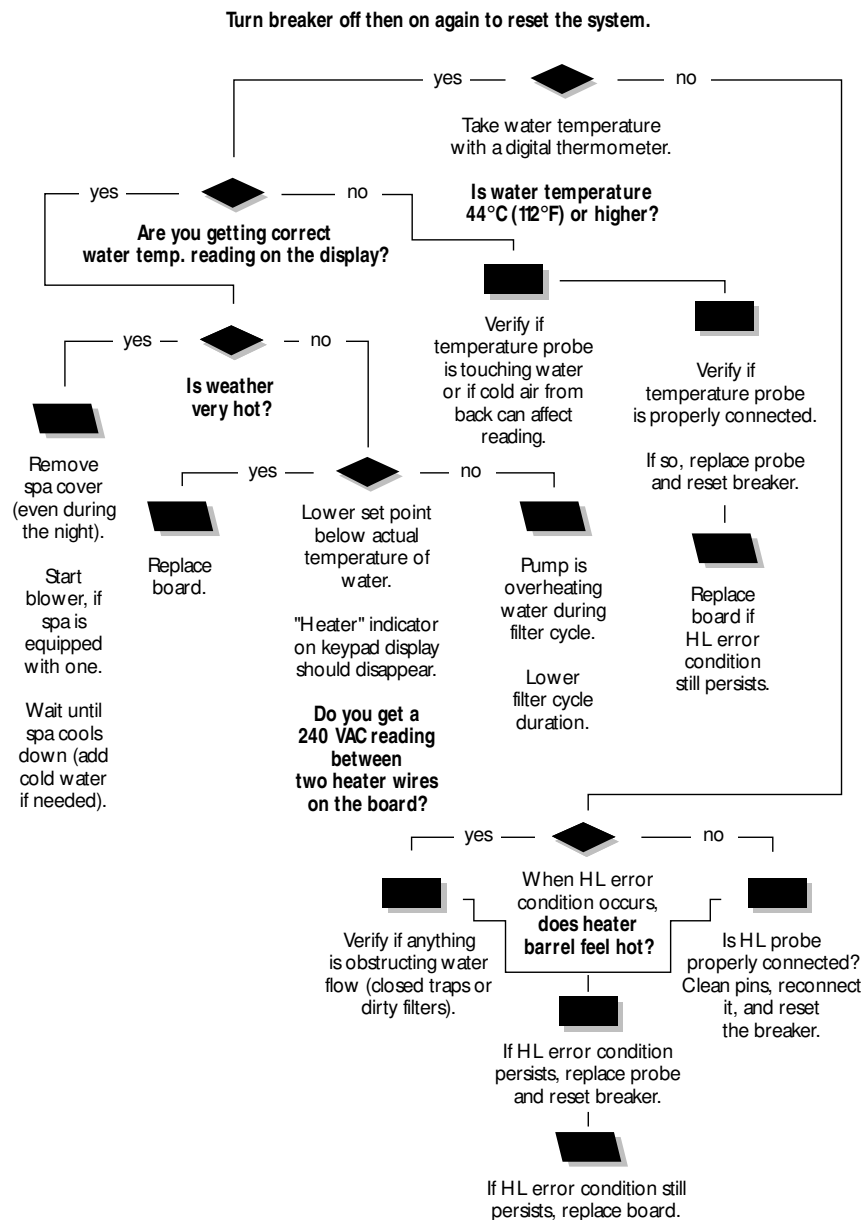 Turn breaker off then on again to reset the system.
yes
no
Take water temperature
with a digital thermometer.
Is water temperature
44°C (112°F) or higher?
yes
no
Are you getting correct
water temp. reading on the display?
Verify if
temperature probe
is touching water
or if cold air from
back can affect
reading.
Verify if
temperature probe
is properly connected.
If so, replace probe
and reset breaker.
Replace
board if
HL error
condition
still persists.
yes
no
Is weather
very hot?
Remove
spa cover
(even during
the night).
Start
blower, if
spa is
equipped
with one.
Wait until
spa cools
down (add
cold water
if needed).
yes
no
Replace
board.
Lower set point
below actual
temperature of
water.
"Heater" indicator
on keypad display
should disappear.
Do you get a
240 VAC reading
between
two heater wires
on the board?
Pump is
overheating
water during
filter cycle.
Lower
filter cycle
duration.
yes
no
When HL error
condition occurs,
does heater
barrel feel hot?
Verify if anything
is obstructing water
flow (closed traps or
dirty filters).
Is HL probe
properly connected?
Clean pins, reconnect
it, and reset
the breaker.
If HL error condition
persists, replace probe
and reset breaker.
If HL error condition still
persists, replace board.